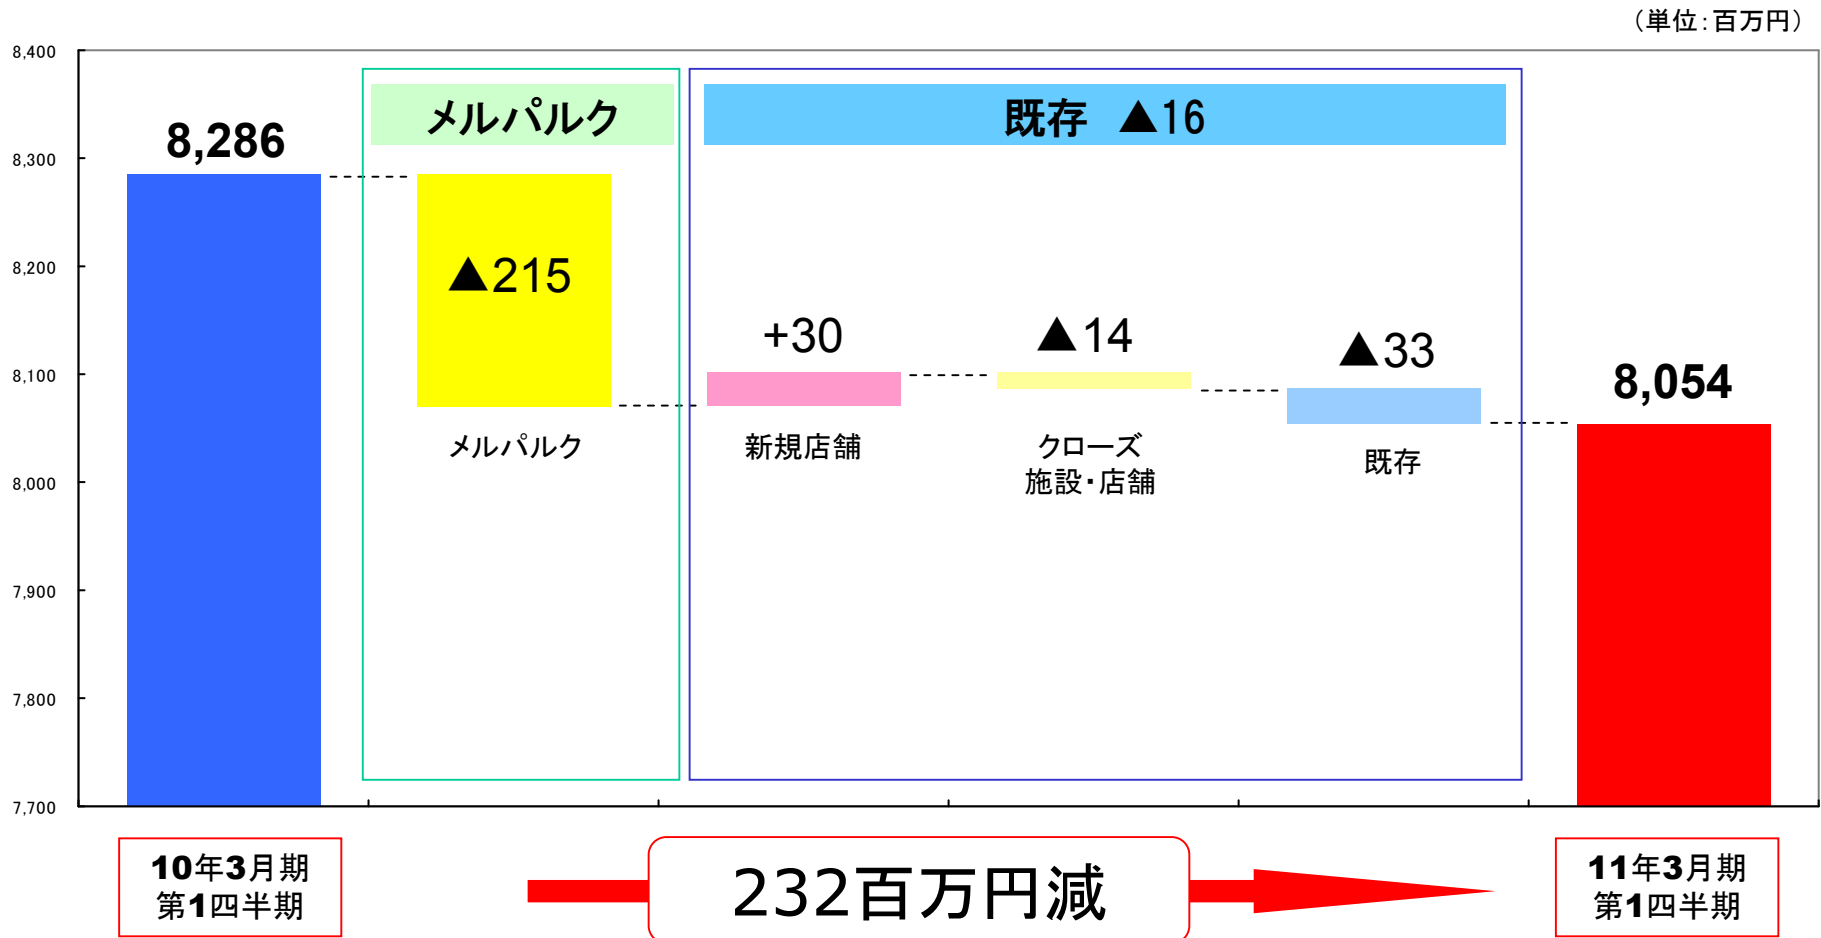 （単位：百万円）
8,400
8,300
8,200
8,100
8,000
7,900
7,800
7,700
メルパルク
既存 ▲16
8,286
▲215
+30
▲14
▲33
8,054
メルパルク
新規店舗
クローズ
施設・店舗
既存
10年3月期
第1四半期
232百万円減
11年3月期
第1四半期